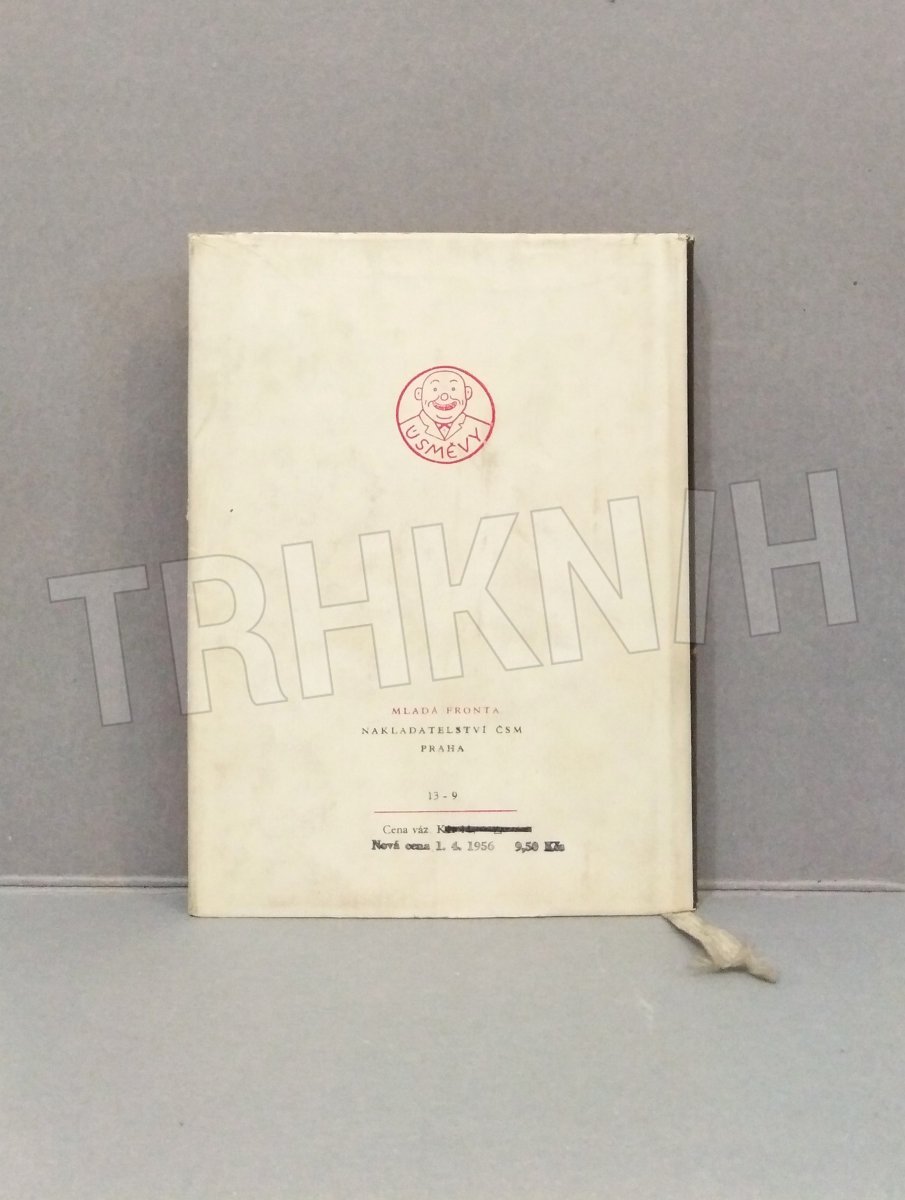 ÚSMĚVY
TRHKNIH
MLADÁ FRONTA
NAKLADATELSTVÍ ČSM
PRAHA
13 - 9
Cena váz.
Nová cena 1. 4. 1956 9,50 Kčs